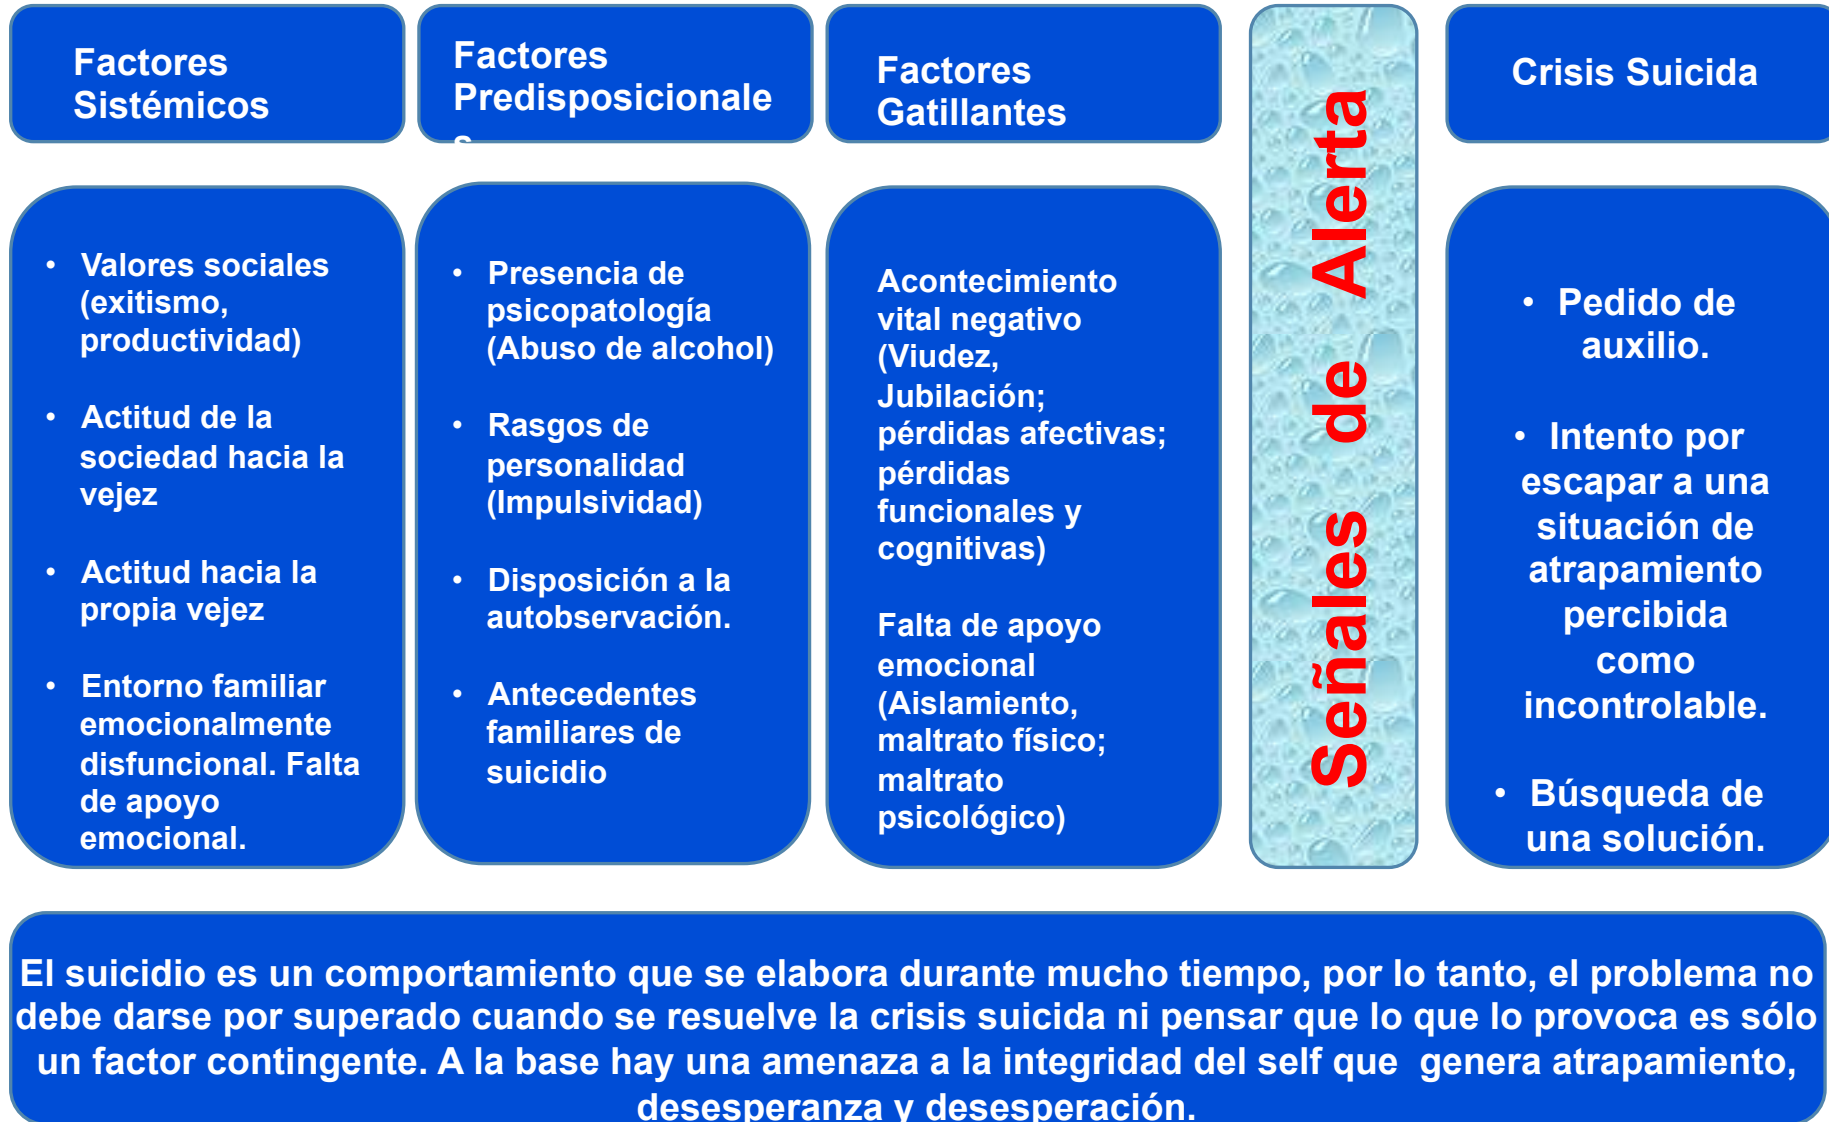 Factores
Sistémicos
Factores
Predisposicionale
s
Factores
Gatillantes
Señales de Alerta
Crisis Suicida
• Valores sociales
(exitismo,
productividad)
• Actitud de la
sociedad hacia la
vejez
• Actitud hacia la
propia vejez
• Entorno familiar
emocionalmente
disfuncional. Falta
de apoyo
emocional.
• Presencia de
psicopatología
(Abuso de alcohol)
• Rasgos de
personalidad
(Impulsividad)
• Disposición a la
autobservación.
• Antecedentes
familiares de
suicidio
Acontecimiento
vital negativo
(Viudez,
Jubilación;
pérdidas afectivas;
pérdidas
funcionales y
cognitivas)
Falta de apoyo
emocional
(Aislamiento,
maltrato físico;
maltrato
psicológico)
• Pedido de
auxilio.
• Intento por
escapar a una
situación de
atrapamiento
percibida
como
incontrolable.
• Búsqueda de
una solución.
El suicidio es un comportamiento que se elabora durante mucho tiempo, por lo tanto, el problema no
debe darse por superado cuando se resuelve la crisis suicida ni pensar que lo que lo provoca es sólo
un factor contingente. A la base hay una amenaza a la integridad del self que genera atrapamiento,
desesperanza y desesperación.